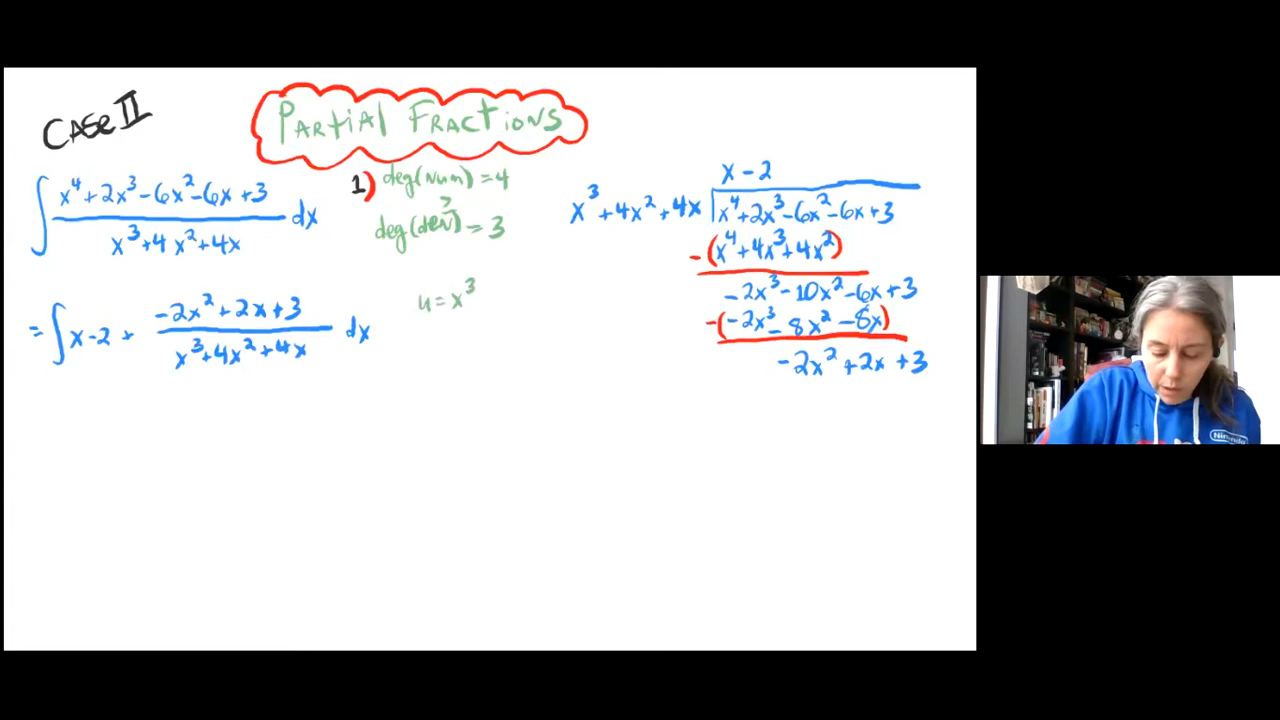 CASE II
PARTIAL FRACTIONS
∫ x⁴+2x³-6x²-6x+3 / x³+4x²+4x dx
= ∫ x-2 + -2x²+2x+3 / x³+4x²+4x dx
1) deg(num) = 4
deg(den) = 3
u = x³
x - 2
x³+4x²+4x | x⁴+2x³-6x²-6x+3
-(x⁴+4x³+4x²)
-2x³-10x²-6x+3
-(-2x³-8x²-8x)
-2x²+2x+3
Nintendo